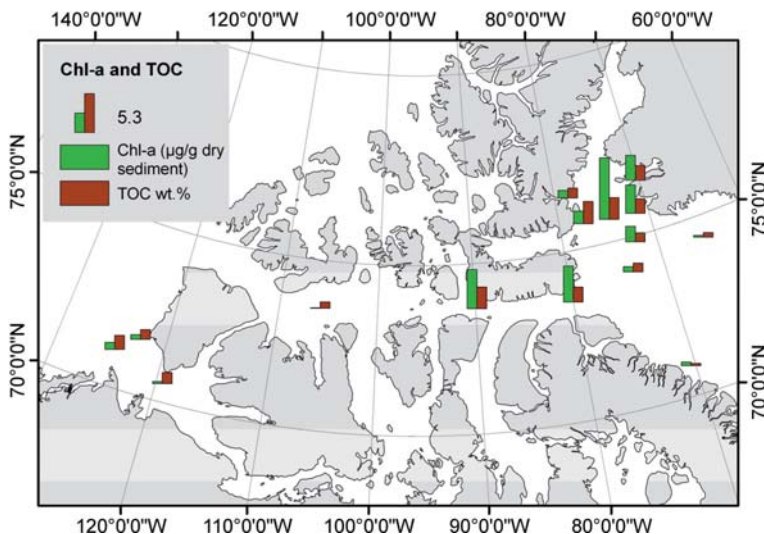 140°0'0"W 120°0'0"W 100°0'0"W 80°0'0"W 60°0'0"W
Chl-a and TOC
5.3
Chl-a (µg/g dry
sediment)
TOC wt.%
75°0'0"N
75°0'0"N
70°0'0"N
70°0'0"N
120°0'0"W 110°0'0"W 100°0'0"W 90°0'0"W 80°0'0"W